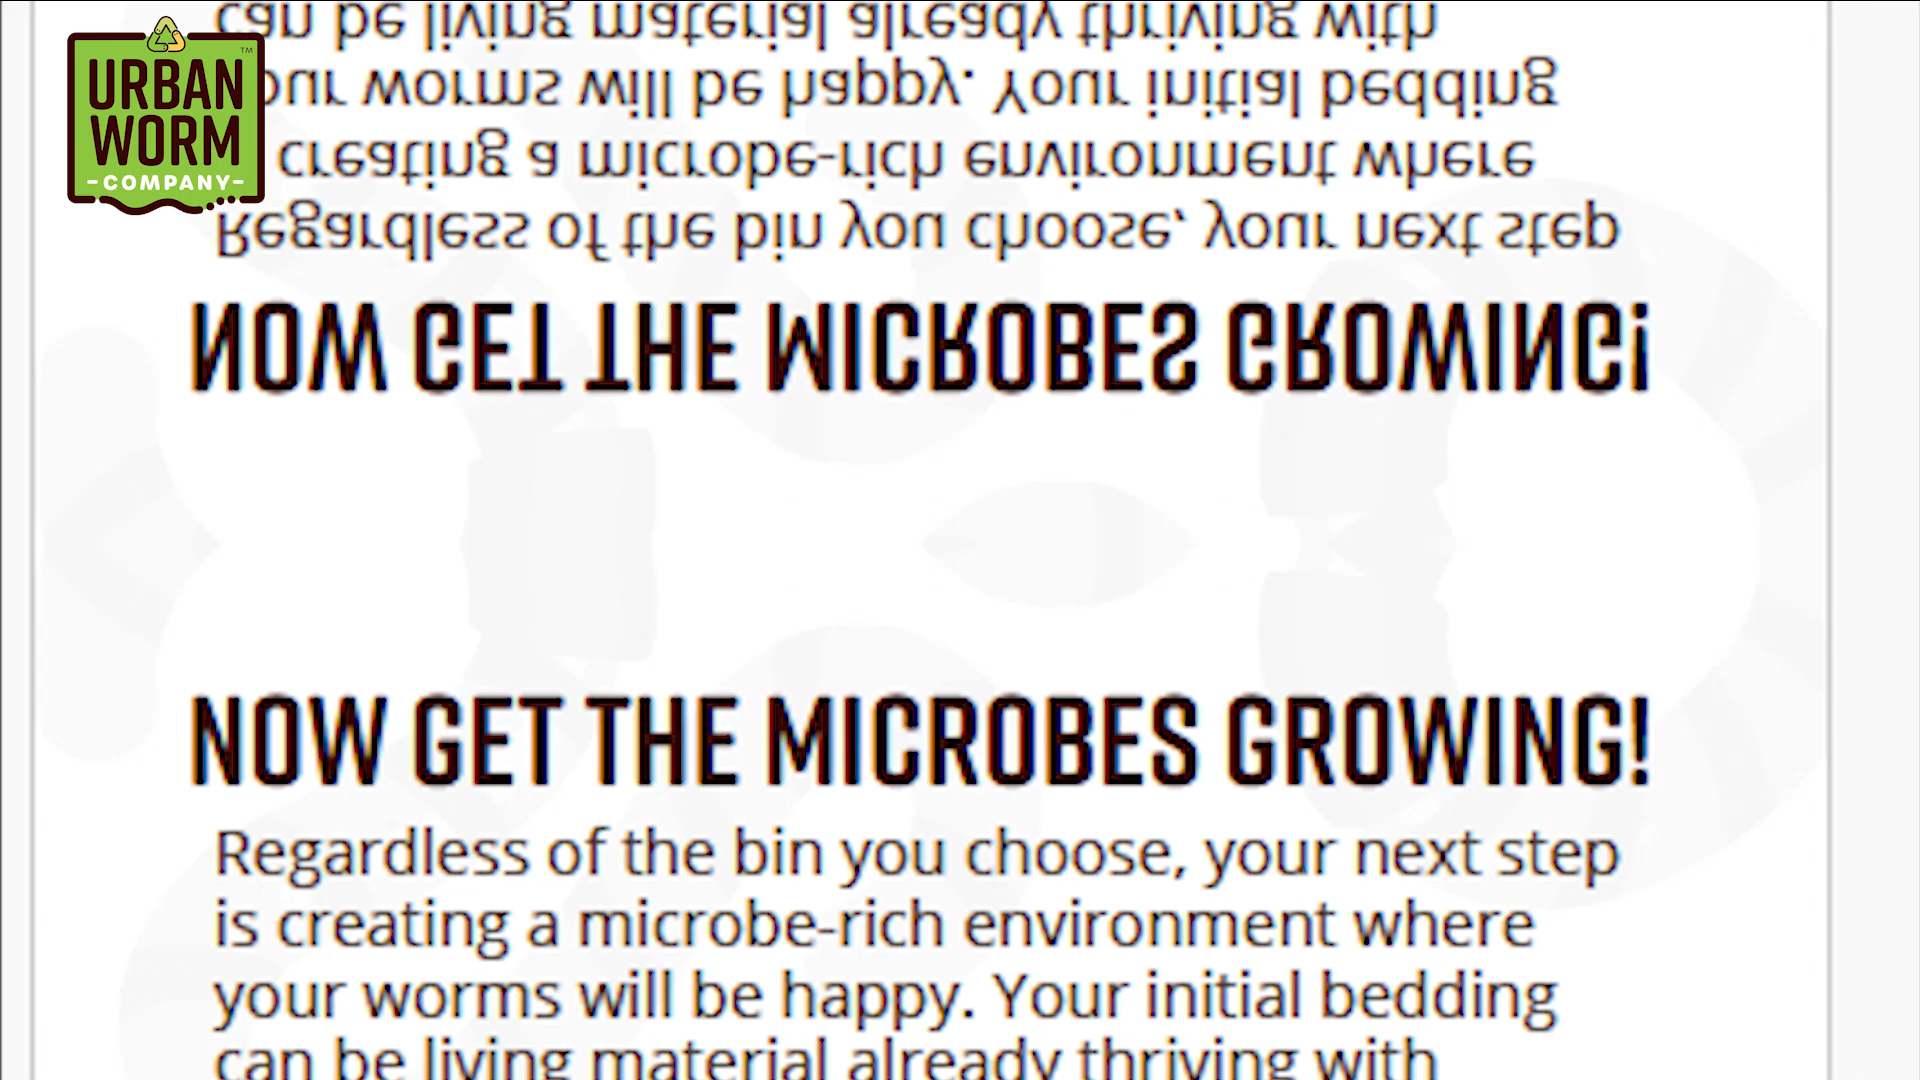 can be living material already thriving with
our worms will be happy. Your initial bedding
creating a microbe-rich environment where
Regardless of the bin you choose, your next step
NOW GET THE MICROBES GROWING!
URBAN
WORM
-COMPANY-
TM
NOW GET THE MICROBES GROWING!
Regardless of the bin you choose, your next step
is creating a microbe-rich environment where
your worms will be happy. Your initial bedding
can be living material already thriving with